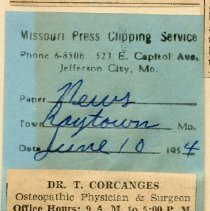 Missouri Press Clipping Service
Phone 6-8506 523 E. Capitol Ave.
Jefferson City, Mo.
Paper News
Town Raytown Mo.
Date June 10 1954
DR. T. CORCANGES
Osteopathic Physician & Surgeon
Office Hours: 9 A. M. to 5:00 P. M.